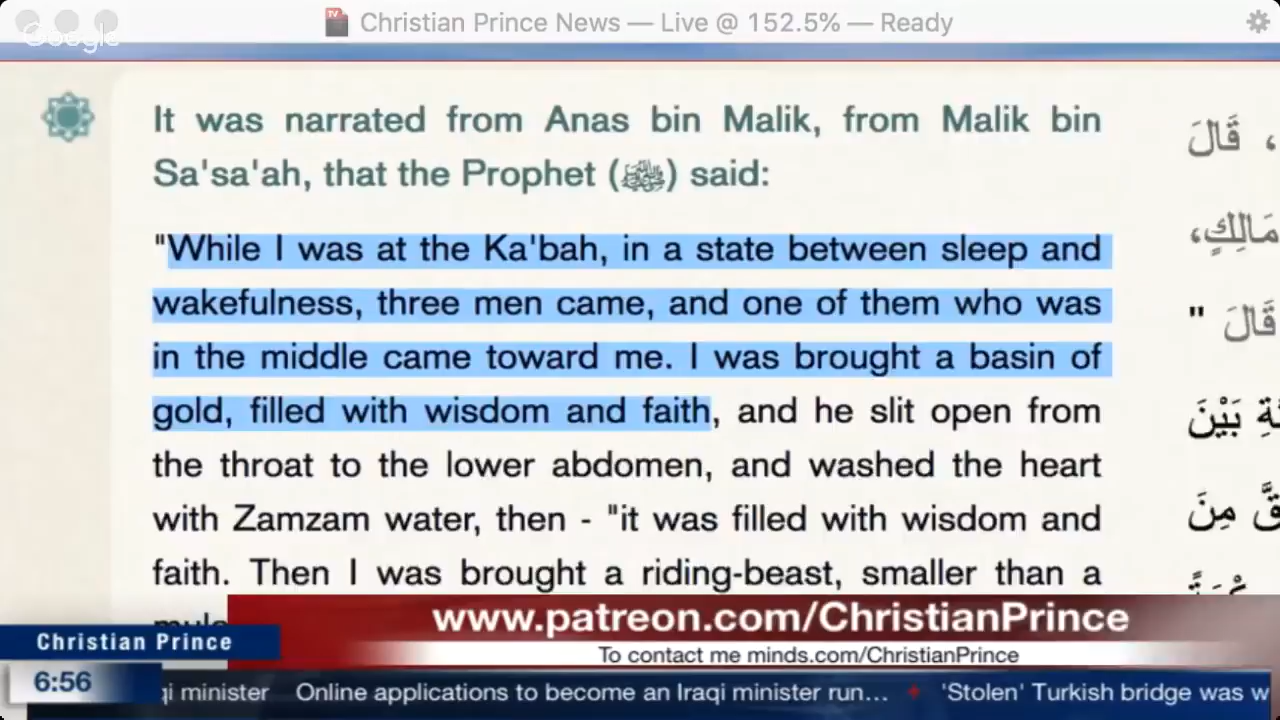 Christian Prince News — Live @ 152.5% — Ready
Google
It was narrated from Anas bin Malik, from Malik bin
Sa'sa'ah, that the Prophet (ﷺ) said:
"While I was at the Ka'bah, in a state between sleep and
wakefulness, three men came, and one of them who was
in the middle came toward me. I was brought a basin of
gold, filled with wisdom and faith, and he slit open from
the throat to the lower abdomen, and washed the heart
with Zamzam water, then - "it was filled with wisdom and
faith. Then I was brought a riding-beast, smaller than a
، قَالَ
مَالِكٍ،
قَالَ "
بَيْنَ
مِنَ
www.patreon.com/ChristianPrince
To contact me minds.com/ChristianPrince
Christian Prince
6:56
qi minister Online applications to become an Iraqi minister run... 'Stolen' Turkish bridge was w